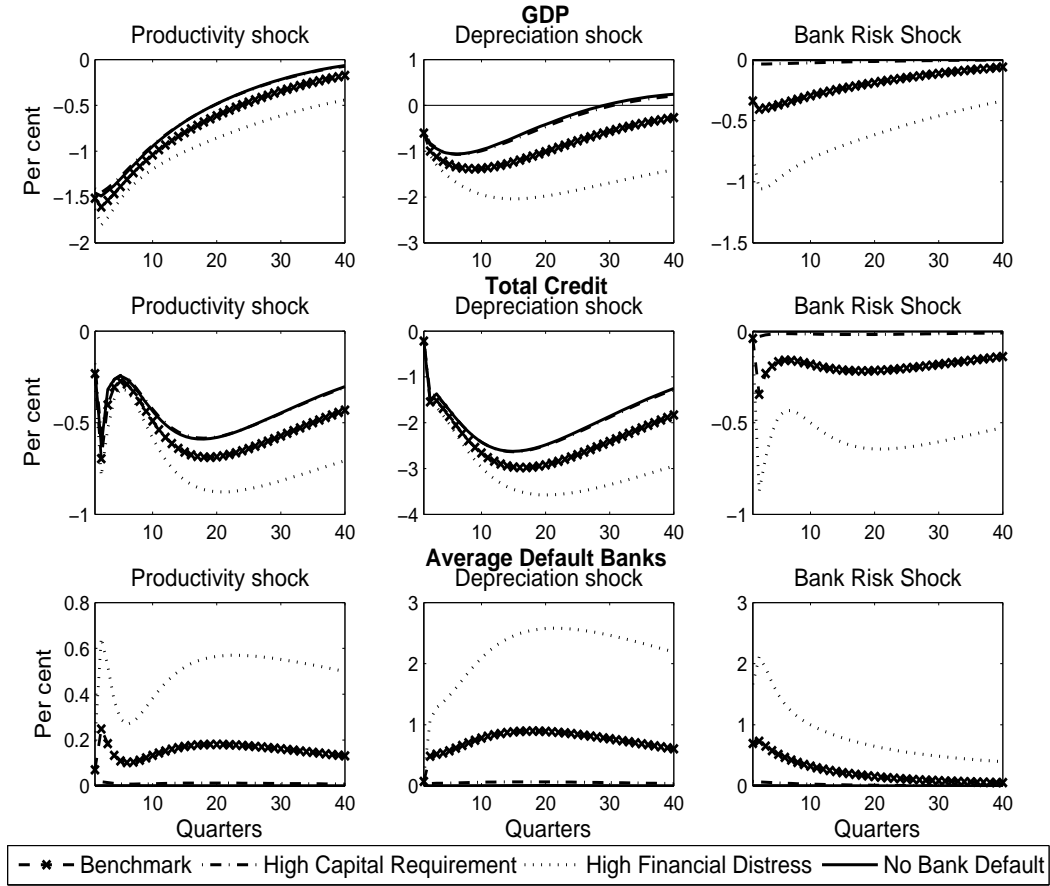 GDP
Productivity shock Depreciation shock Bank Risk Shock
0 1 0
−0.5 0 −0.5
−1 −1 −1
−1.5 −2
−2 −3 −1.5
Per cent
10 20 30 40 10 20 30 40 10 20 30 40
Total Credit
Productivity shock Depreciation shock Bank Risk Shock
0 0 0
−1
−0.5 −2 −0.5
−3
−1 −4 −1
Per cent
10 20 30 40 10 20 30 40 10 20 30 40
Average Default Banks
Productivity shock Depreciation shock Bank Risk Shock
0.8 3 3
0.6 2 2
0.4
0.2 1 1
0 0 0
Per cent
10 20 30 40 10 20 30 40 10 20 30 40
Quarters Quarters Quarters
Benchmark High Capital Requirement High Financial Distress No Bank Default